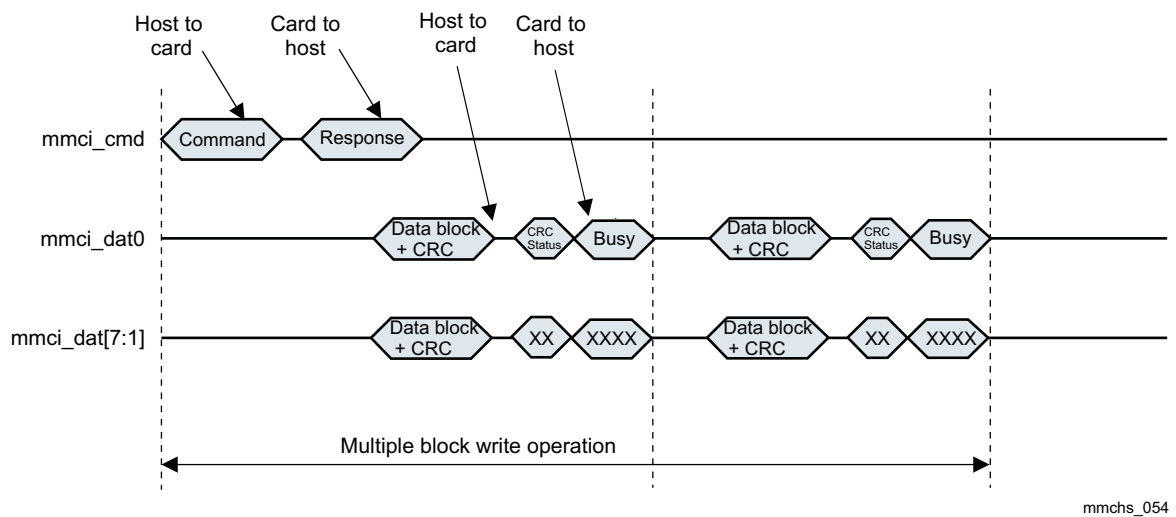 Host to
card
Card to
host
Host to
card
Card to
host
mmci_cmd
Command
Response
mmci_dat0
Data block
+ CRC
CRC
Status
Busy
Data block
+ CRC
CRC
Status
Busy
mmci_dat[7:1]
Data block
+ CRC
XX
XXXX
Data block
+ CRC
XX
XXXX
Multiple block write operation
mmchs_054